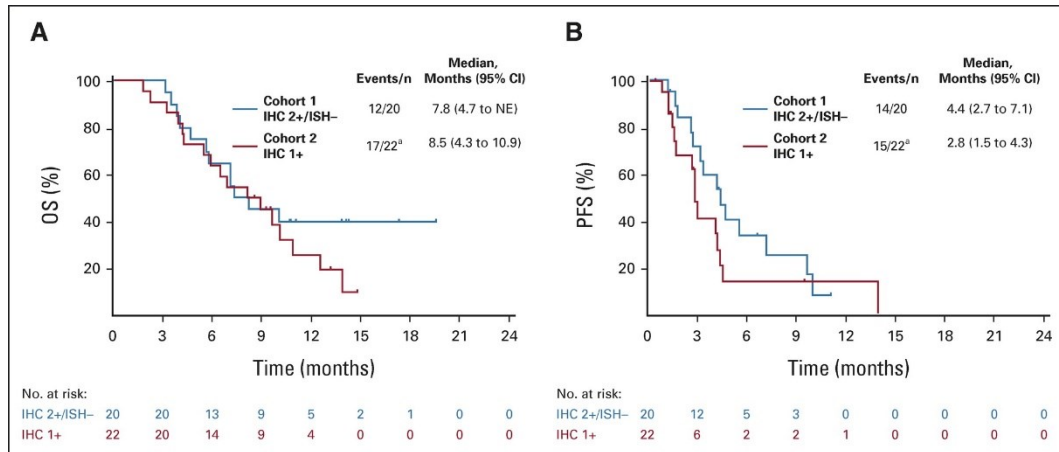 A
Events/n
Median,
Months (95% CI)
Cohort 1
IHC 2+/ISH–
12/20
7.8 (4.7 to NE)
Cohort 2
IHC 1+
17/22ᵃ
8.5 (4.3 to 10.9)
OS (%)
100
80
60
40
20
0 3 6 9 12 15 18 21 24
Time (months)
No. at risk:
IHC 2+/ISH– 20 20 13 9 5 2 1 0 0
IHC 1+ 22 20 14 9 4 0 0 0 0
B
Events/n
Median,
Months (95% CI)
Cohort 1
IHC 2+/ISH–
14/20
4.4 (2.7 to 7.1)
Cohort 2
IHC 1+
15/22ᵃ
2.8 (1.5 to 4.3)
PFS (%)
100
80
60
40
20
0 3 6 9 12 15 18 21 24
Time (months)
No. at risk:
IHC 2+/ISH– 20 12 5 3 0 0 0 0 0
IHC 1+ 22 6 2 2 1 0 0 0 0